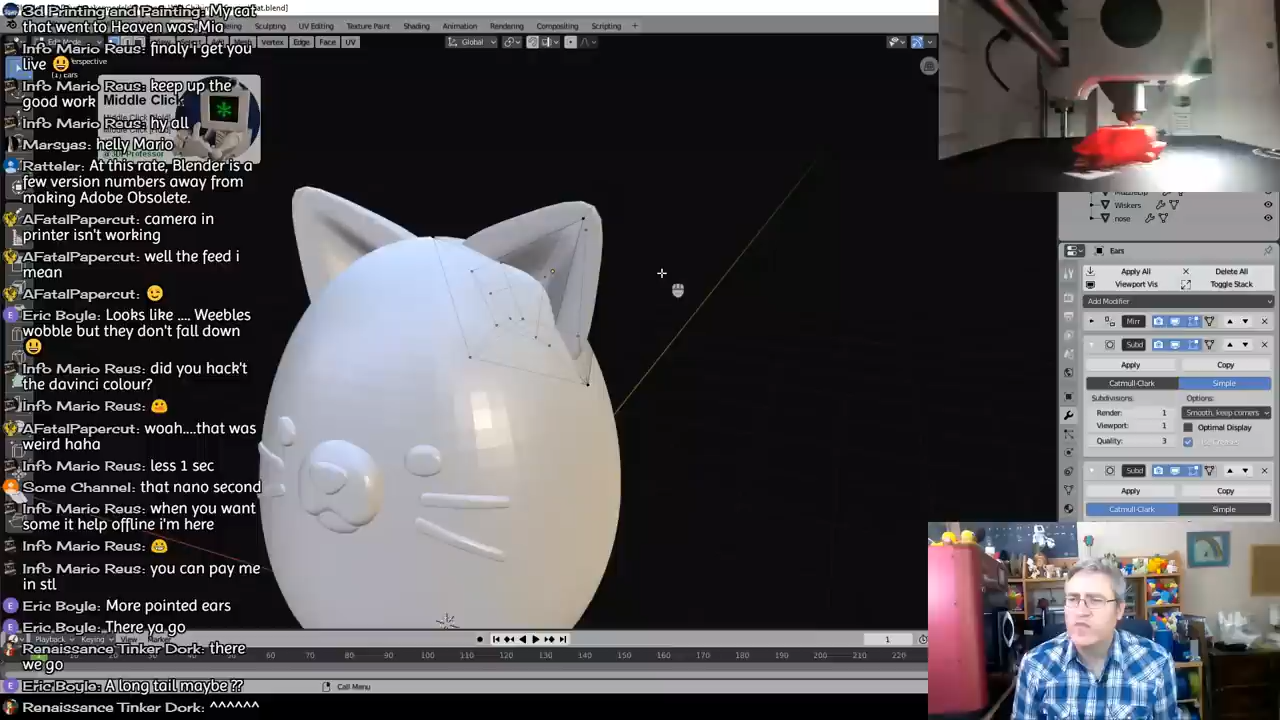 3d Printing and Painting: My cat
that went to Heaven was Mia
Info Mario Reus: finaly i get you
live
Info Mario Reus: keep up the
good work
Info Mario Reus: hy all
Marsyas: helly Mario
Ratteler: At this rate, Blender is a
few version numbers away from
making Adobe Obsolete.
AFatalPapercut: camera in
printer isn't working
AFatalPapercut: well the feed i
mean
AFatalPapercut:
Eric Boyle: Looks like .... Weebles
wobble but they don't fall down
Info Mario Reus: did you hack't
the davinci colour?
Info Mario Reus:
AFatalPapercut: woah....that was
weird haha
Info Mario Reus: less 1 sec
Some Channel: that nano second
Info Mario Reus: when you want
some it help offline i'm here
Info Mario Reus:
Info Mario Reus: you can pay me
in stl
Eric Boyle: More pointed ears
Eric Boyle: There ya go
Renaissance Tinker Dork: there
we go
Eric Boyle: A long tail maybe ??
Renaissance Tinker Dork: ^^^^^^
.blend]
Sculpting UV Editing Texture Paint Shading Animation Rendering Compositing Scripting +
Vertex Edge Face UV
Global
Middle Click
Playback Keying View Marker
1
60 70 80 90 100 110 120 130 140 150 160 170 180 190 200 210 220
Call Menu
Wiskers
nose
Ears
Apply All Delete All
Viewport Vis Toggle Stack
Add Modifier
Mirr
Subd
Apply Copy
Catmull-Clark Simple
Subdivisions: Options:
Render: 1 Smooth, keep corners
Viewport: 1 Optimal Display
Quality: 3
Subd
Apply Copy
Catmull-Clark Simple